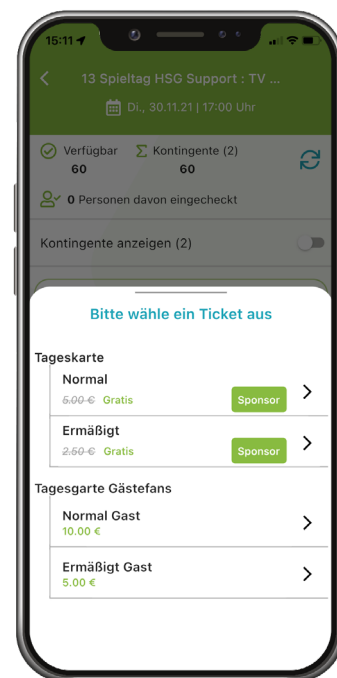 15:11
13 Spieltag HSG Support : TV ...
Di., 30.11.21 | 17:00 Uhr
Verfügbar
60
Kontingente (2)
60
0 Personen davon eingecheckt
Kontingente anzeigen (2)
Bitte wähle ein Ticket aus
Tageskarte
Normal
5.00 € Gratis
Sponsor
Ermäßigt
2.50 € Gratis
Sponsor
Tagesgarte Gästefans
Normal Gast
10.00 €
Ermäßigt Gast
5.00 €